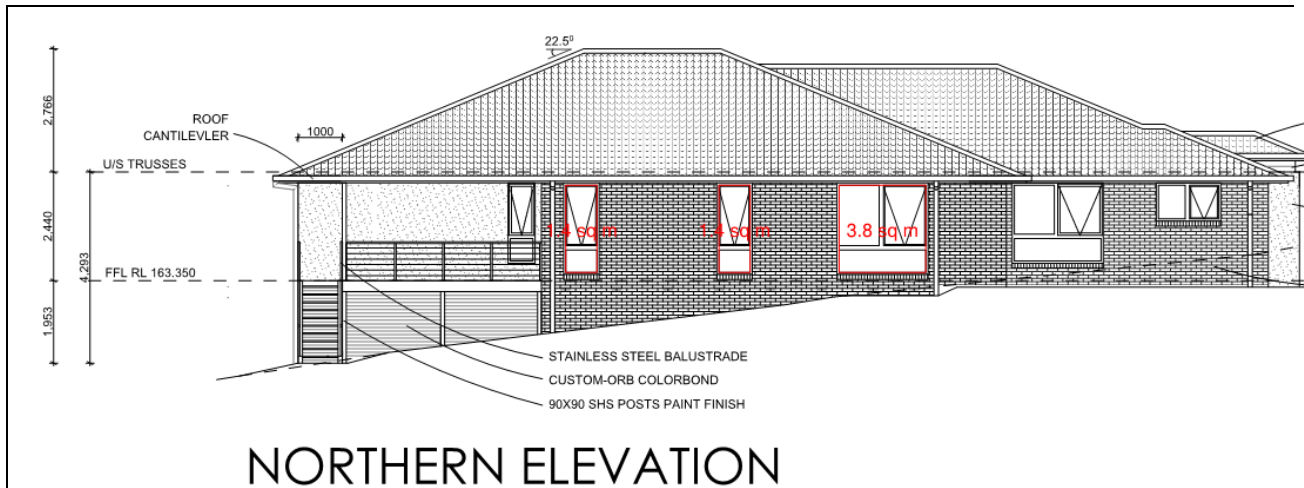 22.5⁰
2,766
ROOF
CANTILEVLER
1000
U/S TRUSSES
2,440
4,293
1.4 sq m
1.4 sq m
3.8 sq m
FFL RL 163.350
1,953
STAINLESS STEEL BALUSTRADE
CUSTOM-ORB COLORBOND
90X90 SHS POSTS PAINT FINISH
NORTHERN ELEVATION